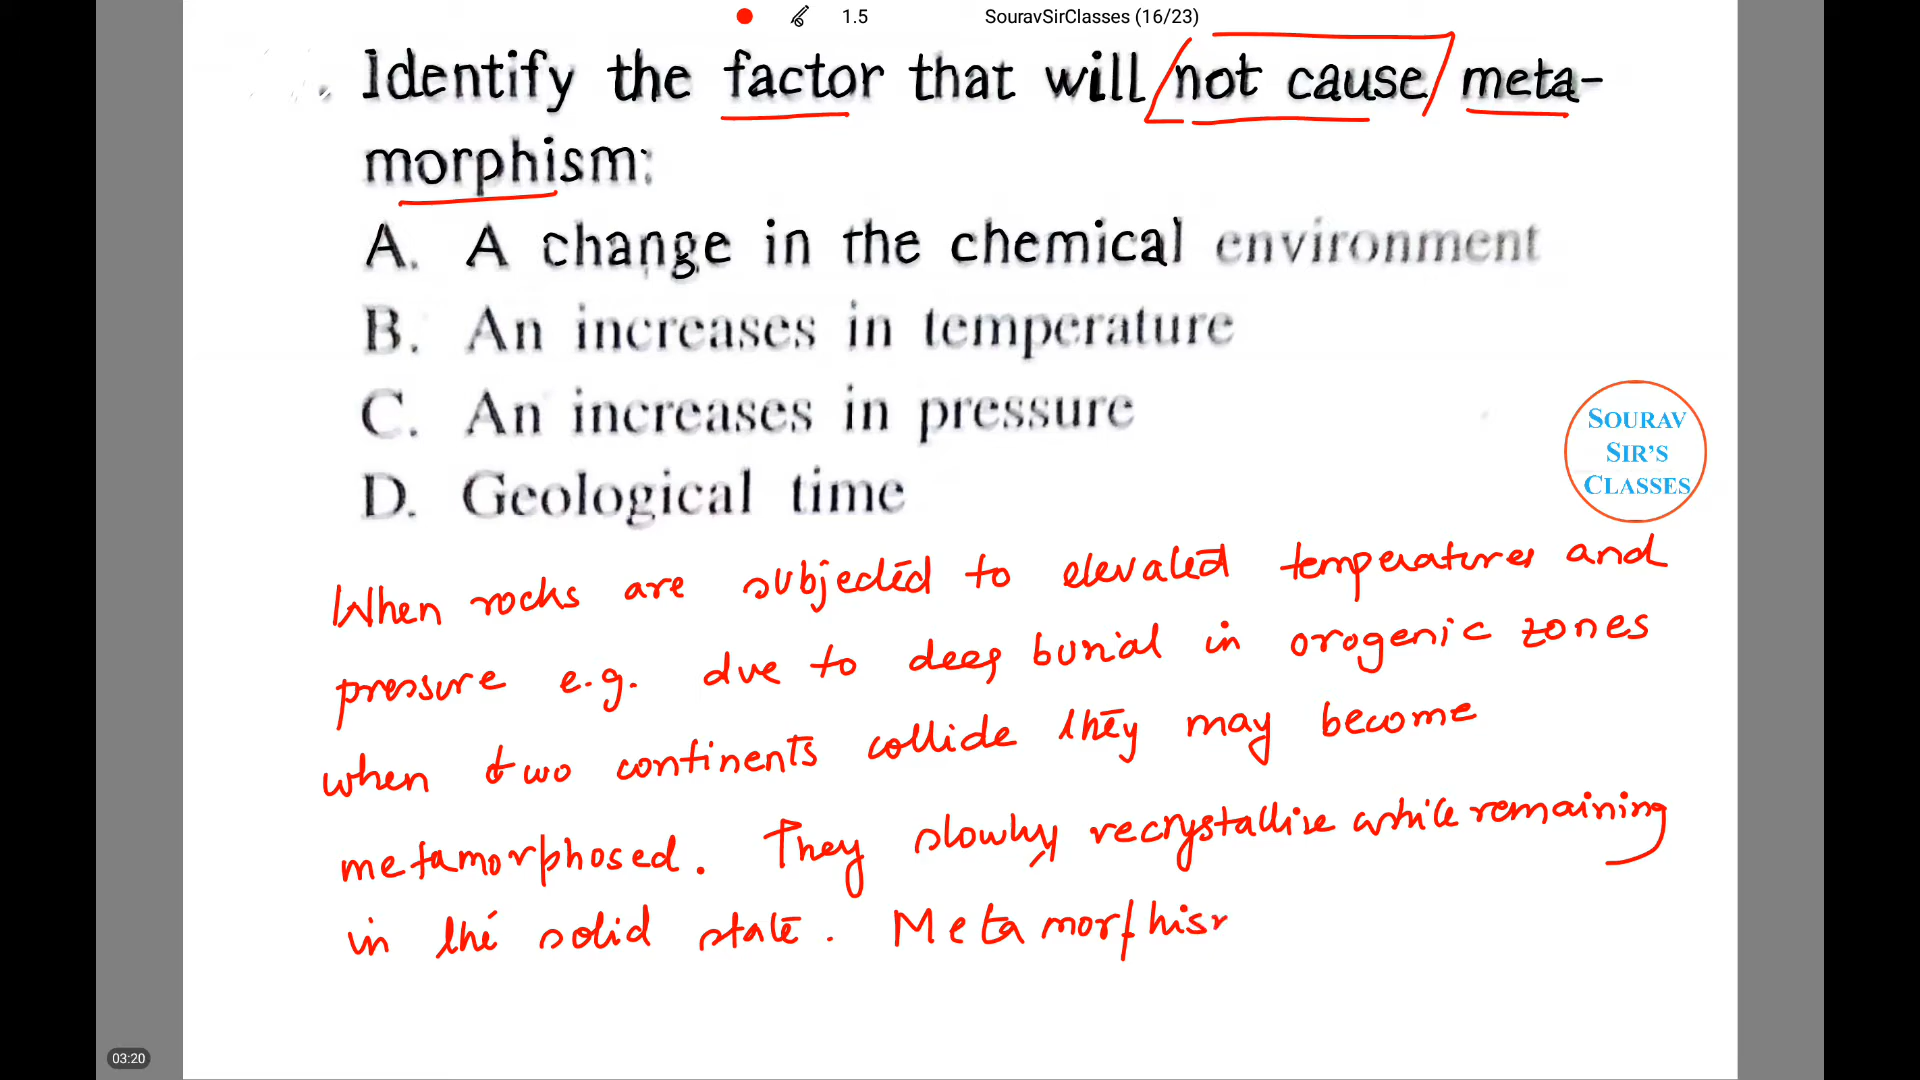 1.5 SouravSirClasses (16/23)
Identify the factor that will not cause meta-
morphism:
A. A change in the chemical environment
B. An increases in temperature
C. An increases in pressure
D. Geological time
SOURAV
SIR'S
CLASSES
When rocks are subjected to elevated temperatures and
pressure e.g. due to deep burial in orogenic zones
when two continents collide they may become
metamorphosed. They slowly recrystallise while remaining
in the solid state. Metamorphism
03:20